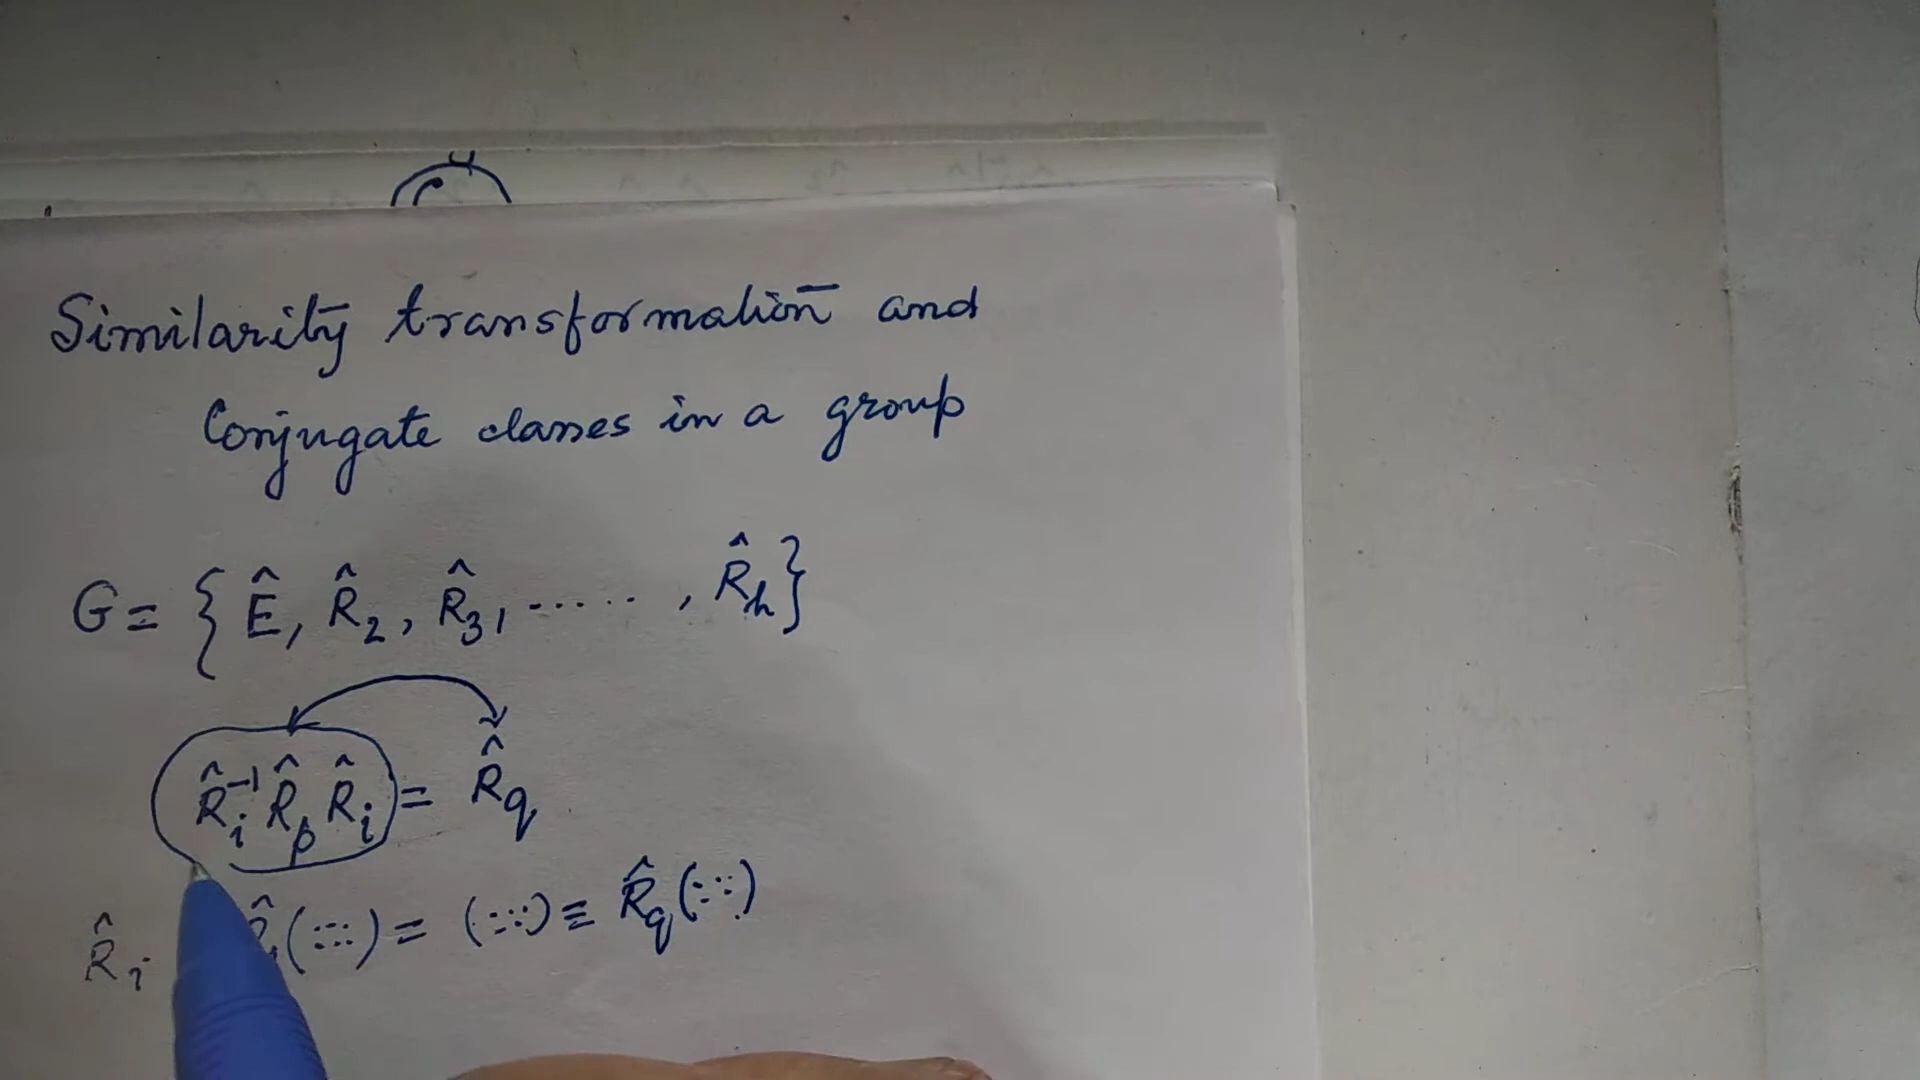 Similarity transformation and
Conjugate classes in a group
G = { Ê, R̂₂, R̂₃, ..... , R̂ₕ}
R̂ᵢ⁻¹ R̂ₚ R̂ᵢ = R̂q
R̂ᵢ R̂ᵢ(:::) = (:::) ≡ R̂q(:::)